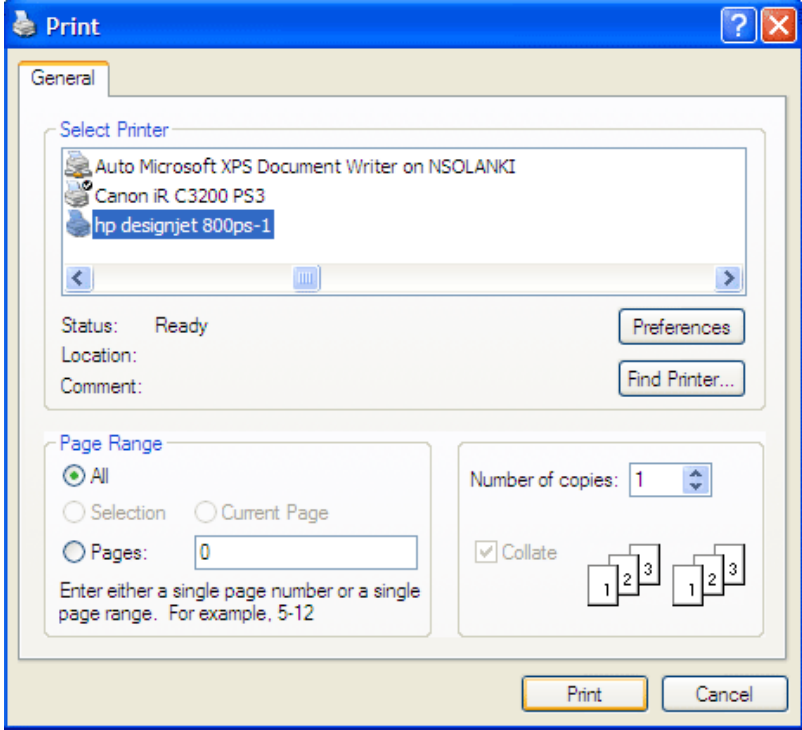 Print
General
Select Printer
Auto Microsoft XPS Document Writer on NSOLANKI
Canon iR C3200 PS3
hp designjet 800ps-1
Status: Ready
Preferences
Location:
Comment:
Find Printer...
Page Range
All
Selection Current Page
Pages: 0
Enter either a single page number or a single
page range. For example, 5-12
Number of copies: 1
Collate
1 2 3 1 2 3
Print Cancel